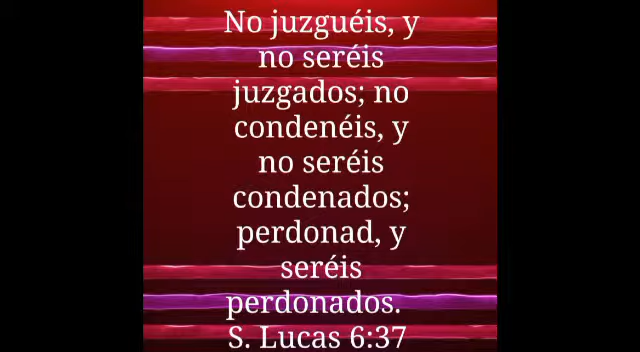 No juzguéis, y
no seréis
juzgados; no
condenéis, y
no seréis
condenados;
perdonad, y
seréis
perdonados.
S. Lucas 6:37